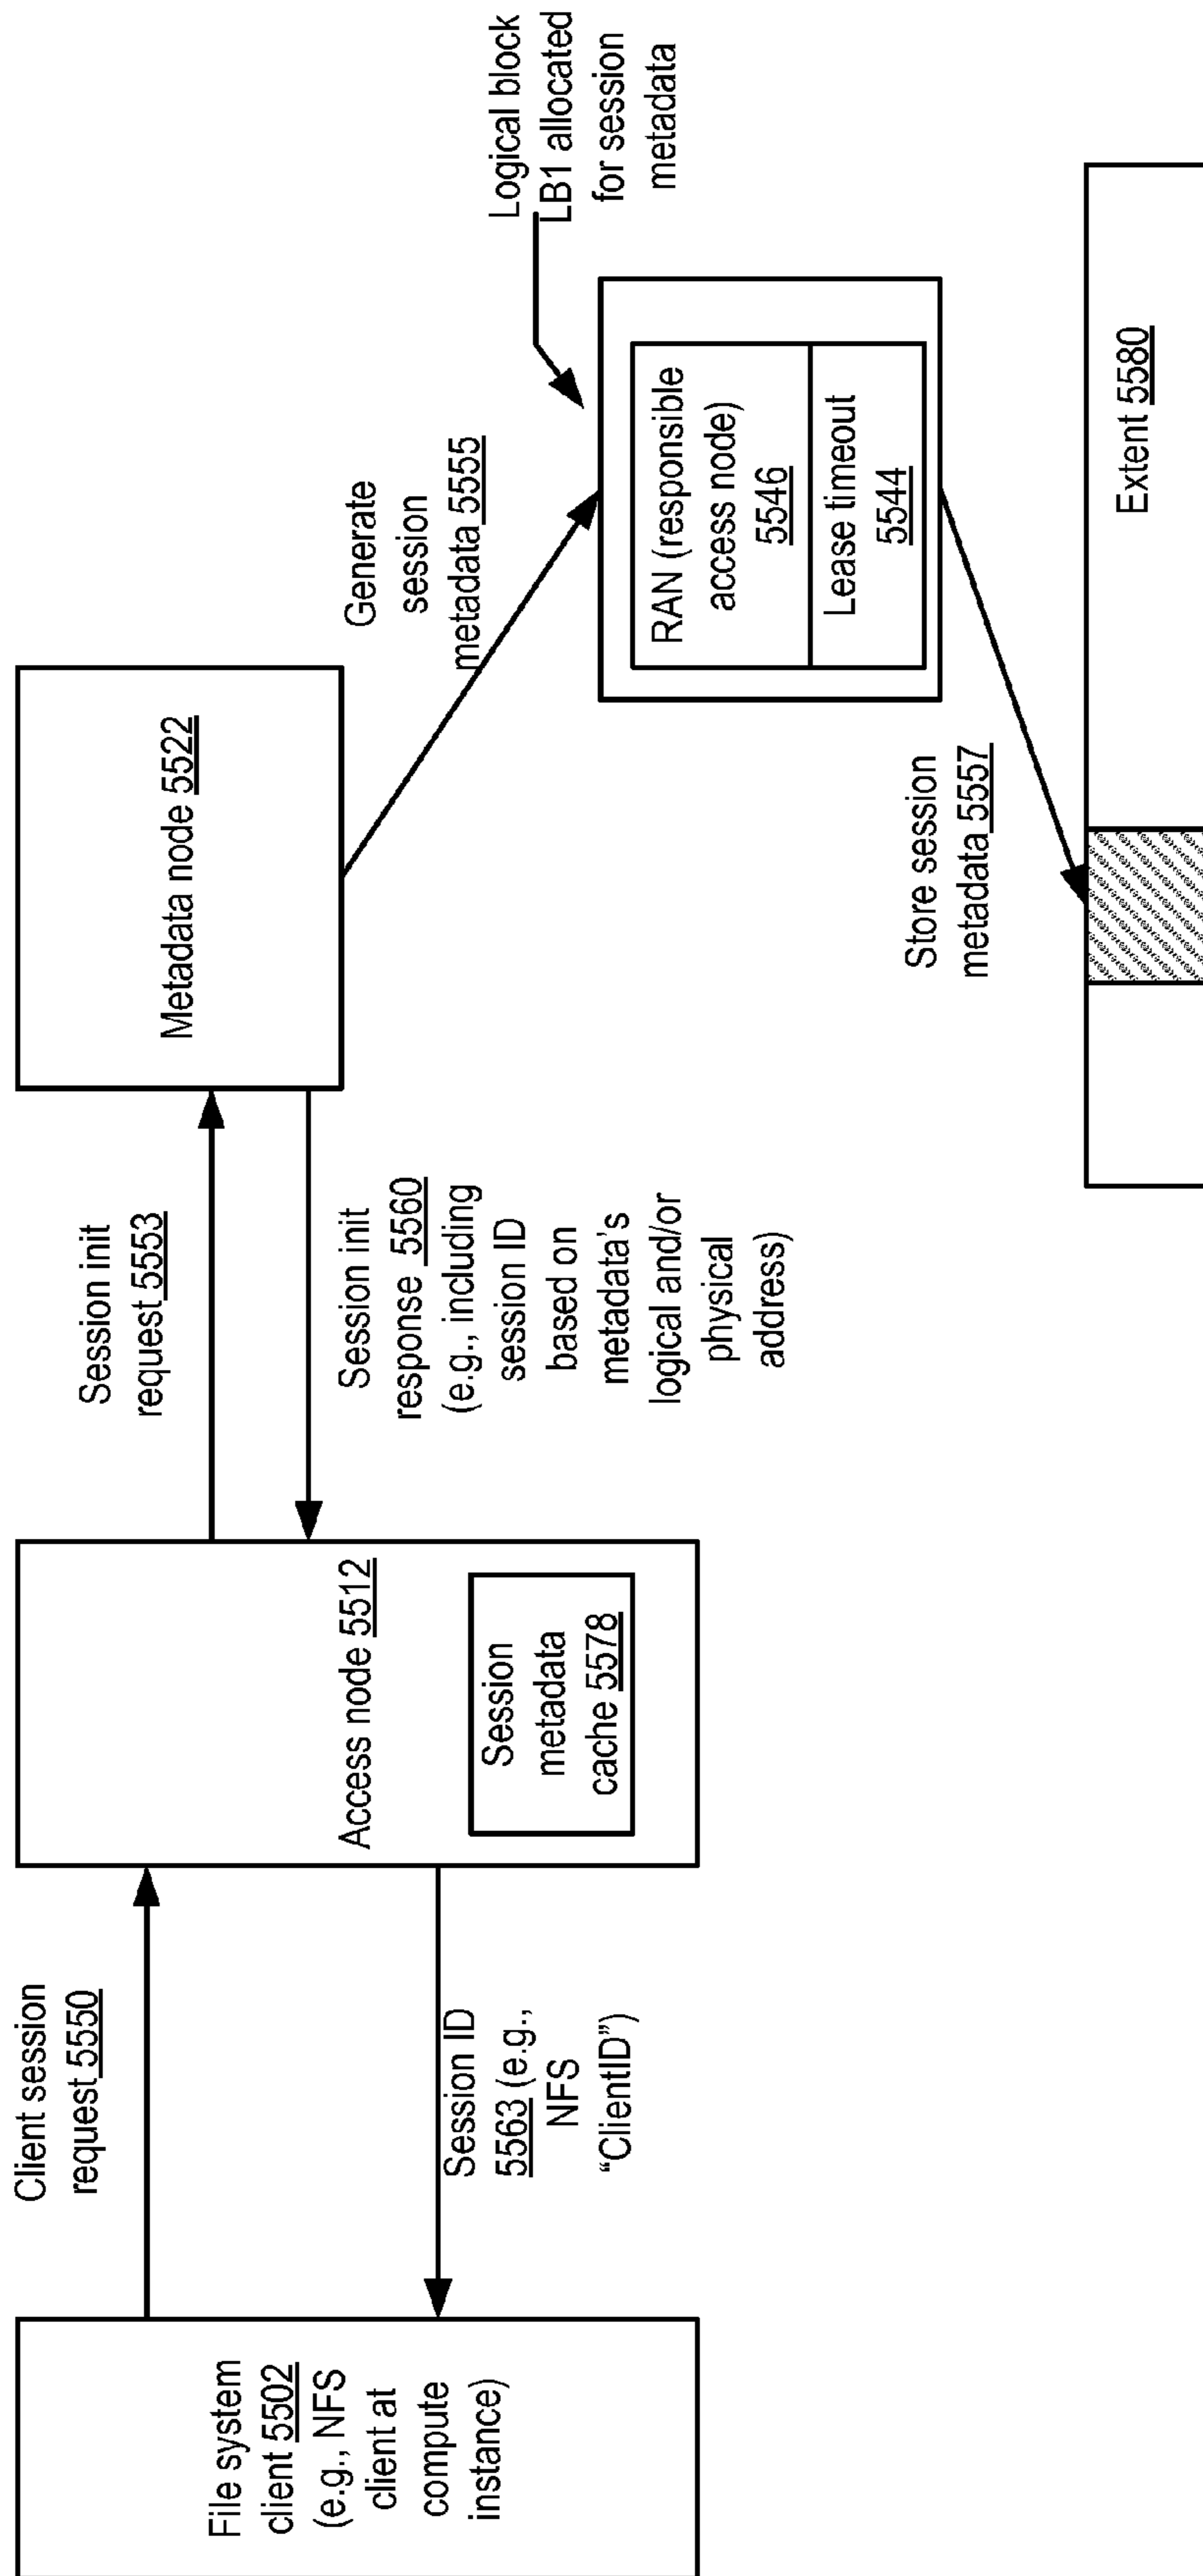 File system
client 5502
(e.g., NFS
client at
compute
instance)
Client session
request 5550
Session ID
5563 (e.g.,
NFS
“ClientID”)
Access node 5512
Session
metadata
cache 5578
Session init
request 5553
Session init
response 5560
(e.g., including
session ID
based on
metadata’s
logical and/or
physical
address)
Metadata node 5522
Generate
session
metadata 5555
Logical block
LB1 allocated
for session
metadata
RAN (responsible
access node)
5546
Lease timeout
5544
Store session
metadata 5557
Extent 5580